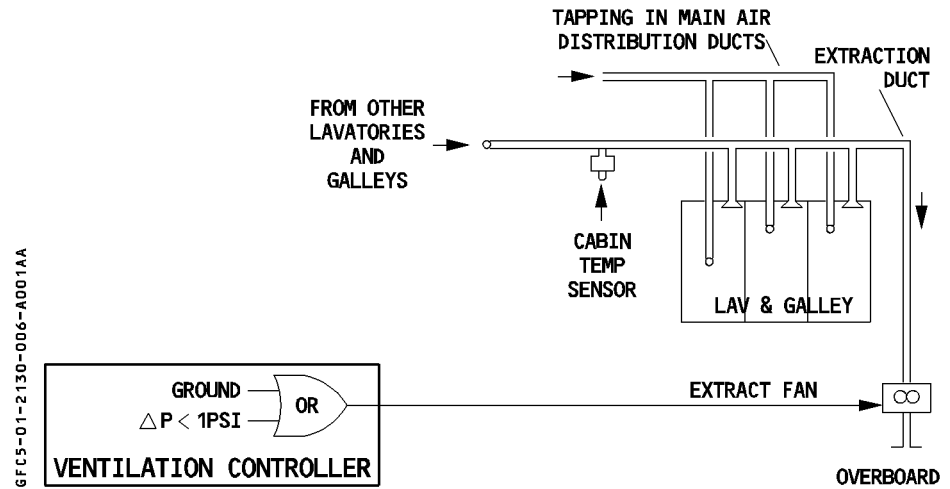 TAPPING IN MAIN AIR
DISTRIBUTION DUCTS
EXTRACTION
DUCT
FROM OTHER
LAVATORIES
AND
GALLEYS
CABIN
TEMP
SENSOR
LAV & GALLEY
GFC5-01-2130-006-A001AA
GROUND
△P < 1PSI
OR
EXTRACT FAN
VENTILATION CONTROLLER
OVERBOARD